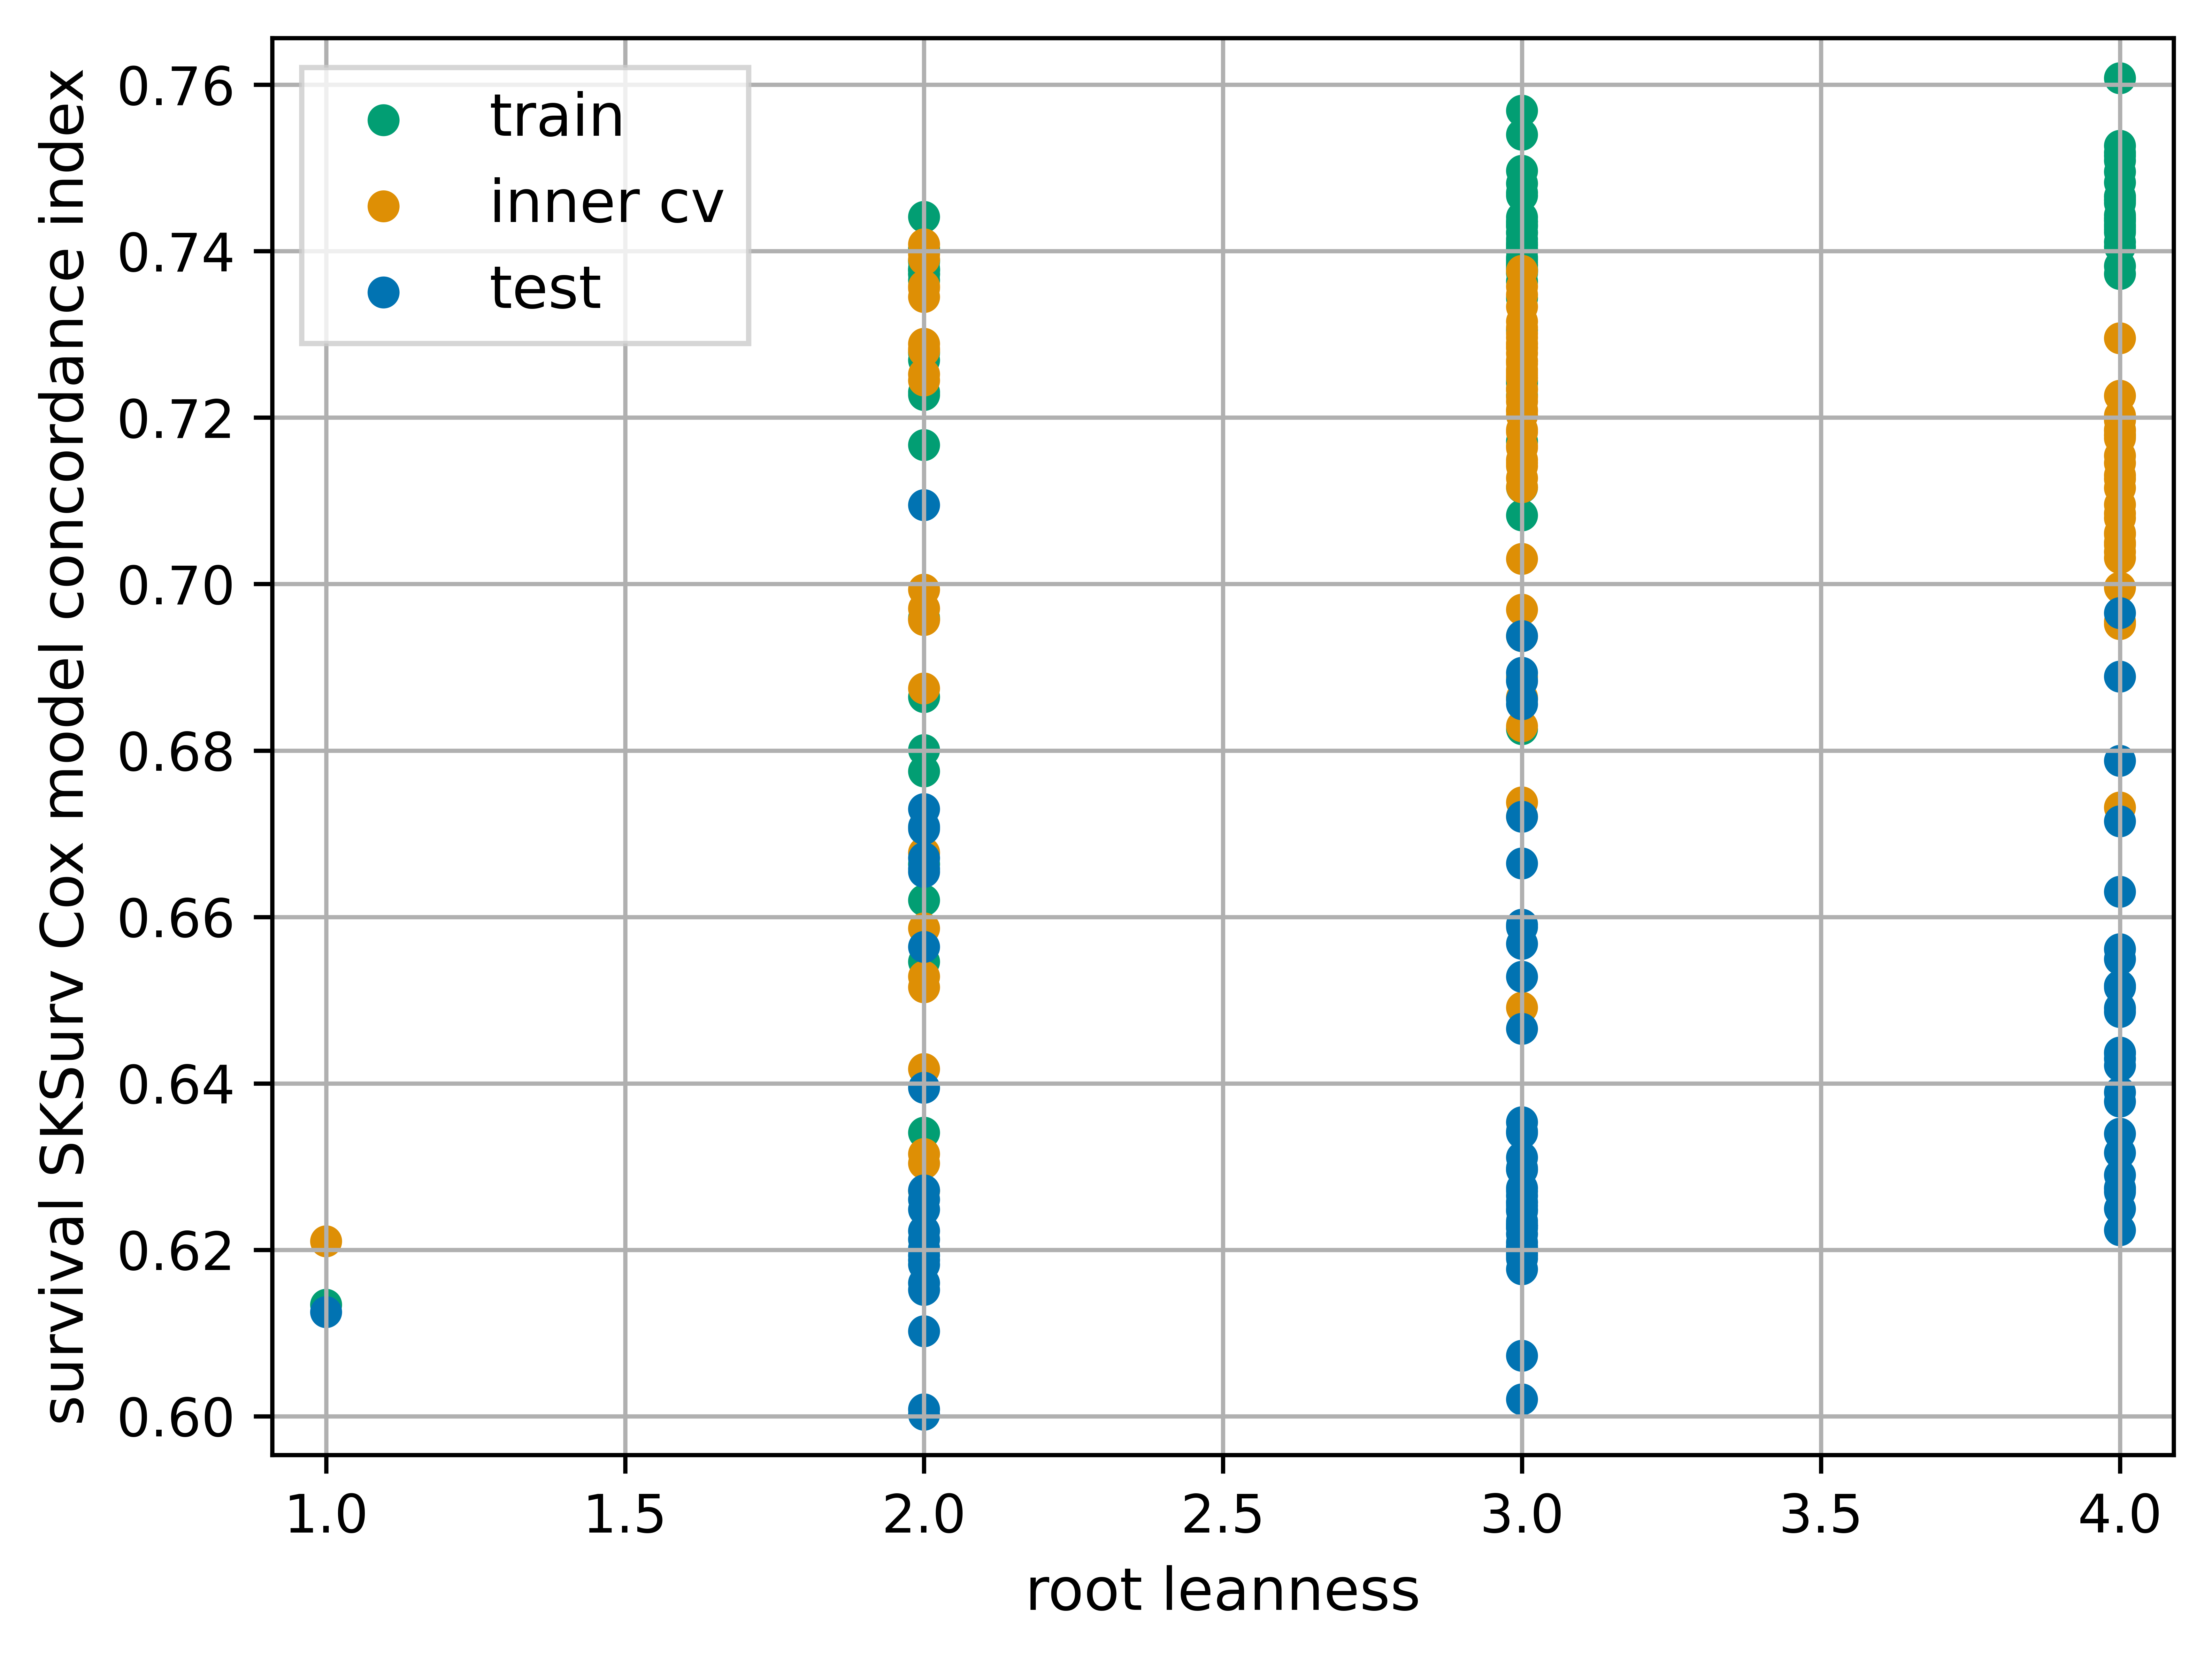 survival SKSurv Cox model concordance index
0.76
0.74
0.72
0.70
0.68
0.66
0.64
0.62
0.60
train
inner cv
test
1.0 1.5 2.0 2.5 3.0 3.5 4.0
root leanness